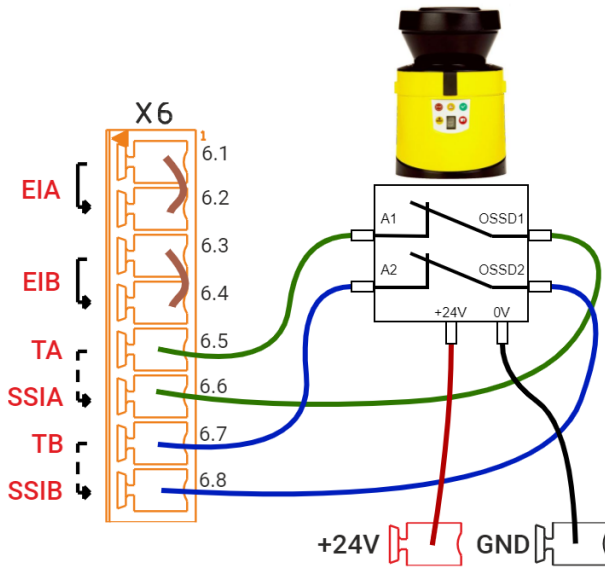 X6
1
6.1
EIA
6.2
6.3
EIB
6.4
TA
6.5
SSIA
6.6
TB
6.7
SSIB
6.8
A1 OSSD1
A2 OSSD2
+24V 0V
+24V GND